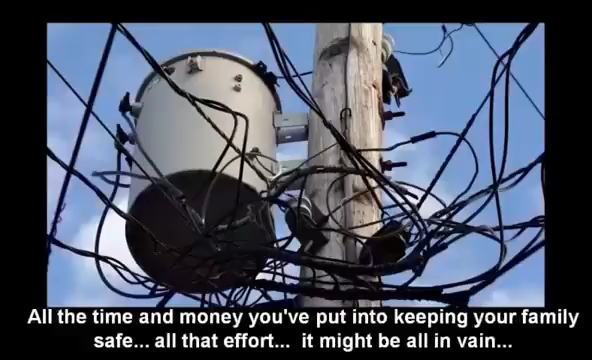 All the time and money you've put into keeping your family
safe... all that effort... it might be all in vain...